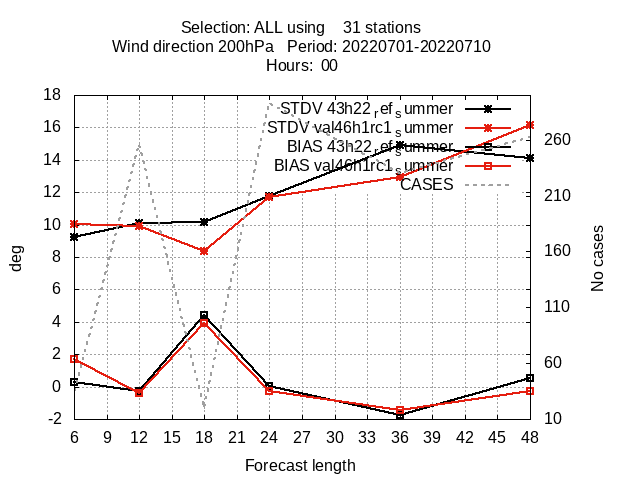 Selection: ALL using    31 stations
Wind direction 200hPa   Period: 20220701-20220710
Hours:  00
STDV 43h22_ref_summer
STDV val46h1rc1_summer
BIAS 43h22_ref_summer
BIAS val46h1rc1_summer
CASES
18
16
14
12
10
8
6
4
2
0
-2
deg
260
210
160
110
60
10
No cases
6 9 12 15 18 21 24 27 30 33 36 39 42 45 48
Forecast length